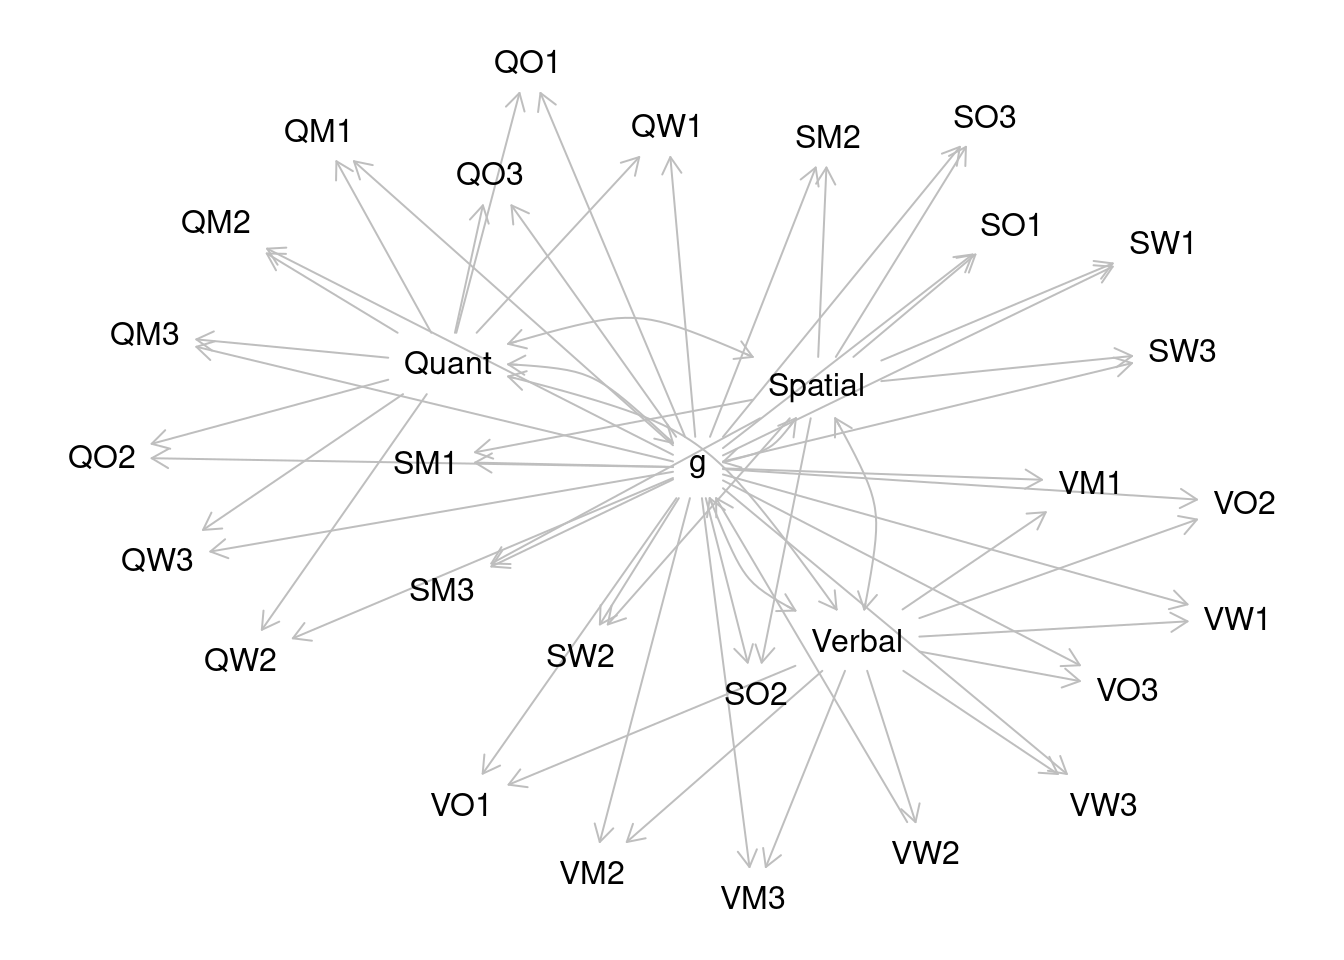 QO1
SO3
QM1
QW1
SM2
QO3
QM2
SO1
SW1
QM3
SW3
Quant
Spatial
QO2
SM1
g
VM1
VO2
QW3
SM3
VW1
Verbal
QW2
SW2
SO2
VO3
VO1
VW3
VW2
VM2
VM3